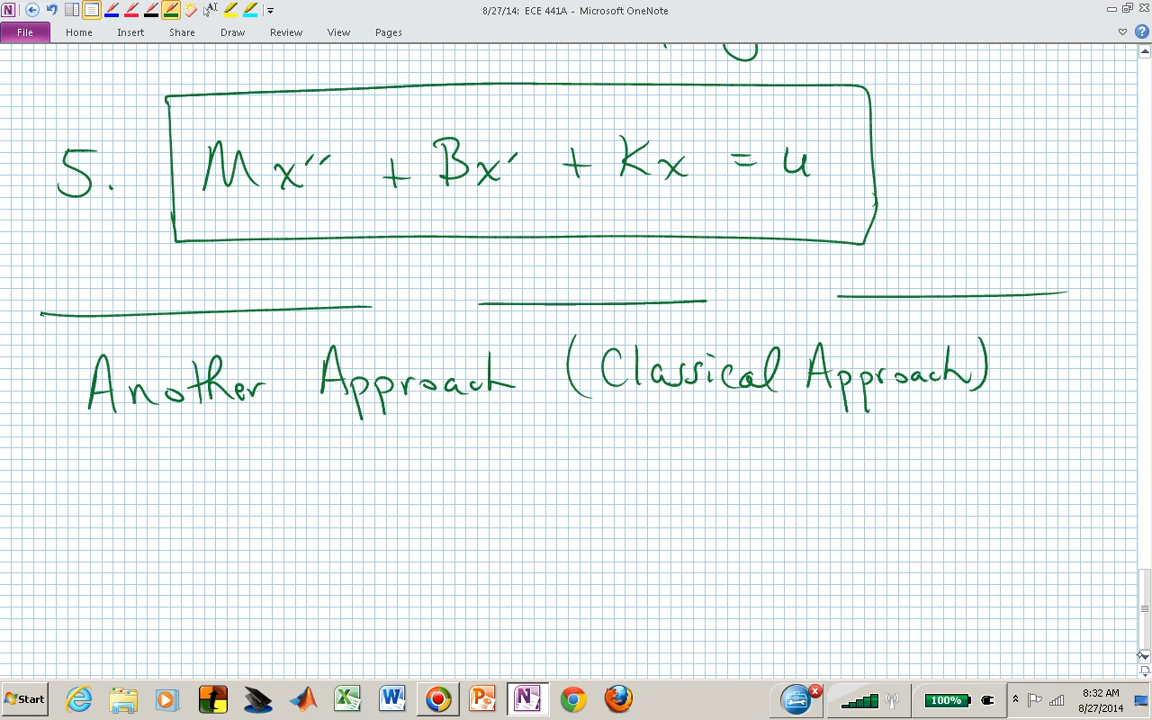 8/27/14: ECE 441A - Microsoft OneNote
File Home Insert Share Draw Review View Pages
5. Mx'' + Bx' + Kx = u
Another Approach (Classical Approach)
Start
100%
8:32 AM
8/27/2014